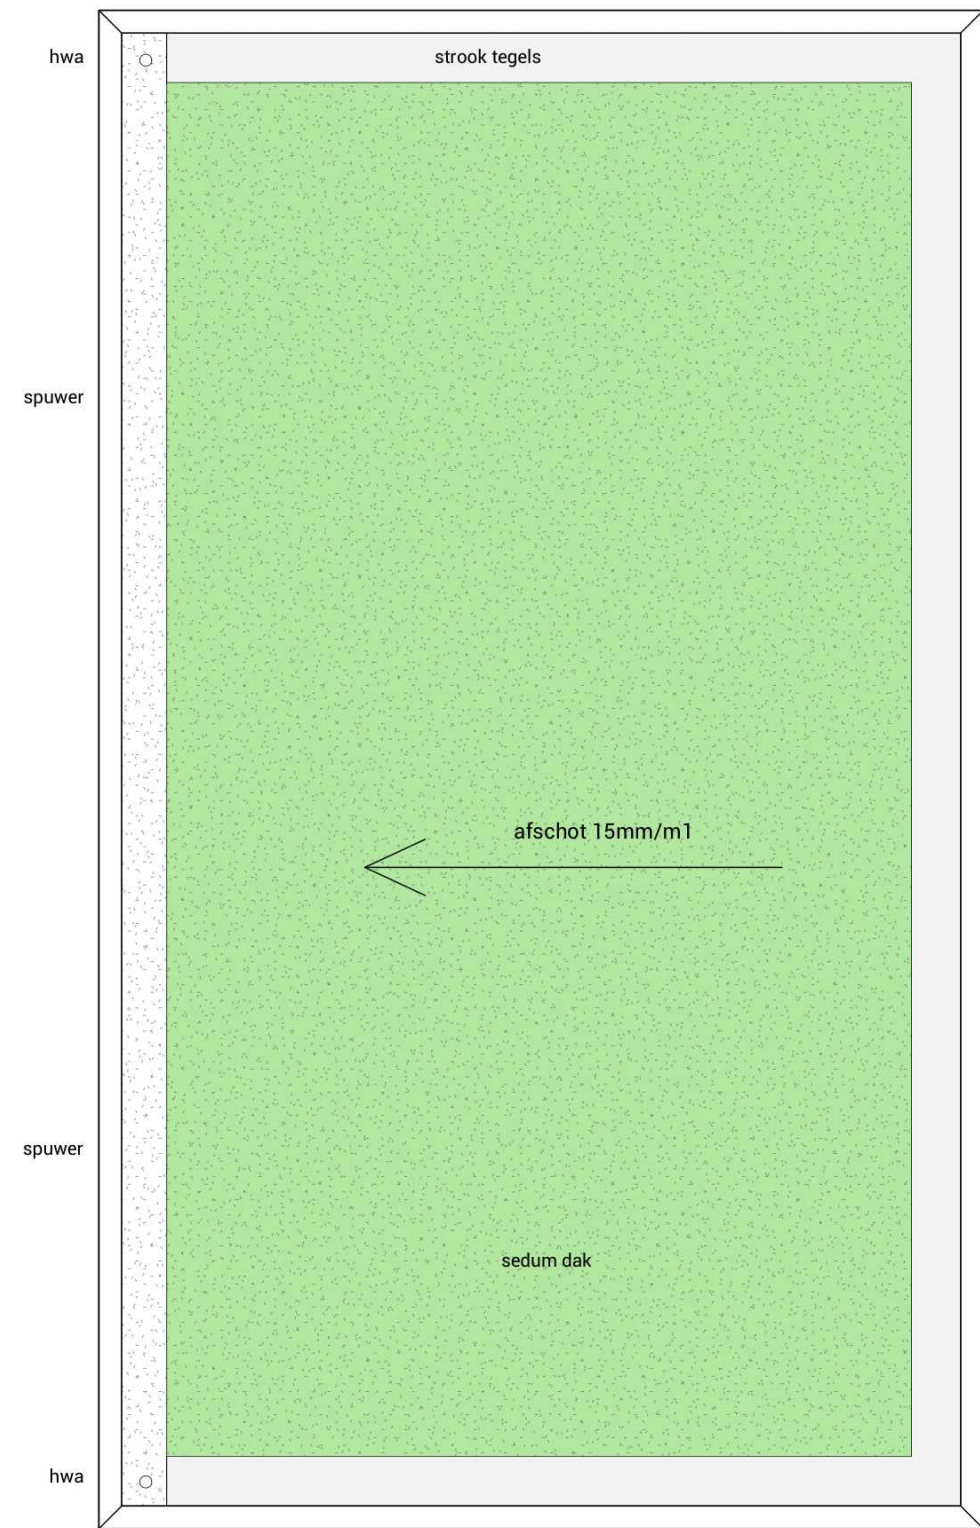 hwa
strook tegels
spuwer
afschot 15mm/m1
spuwer
sedum dak
hwa